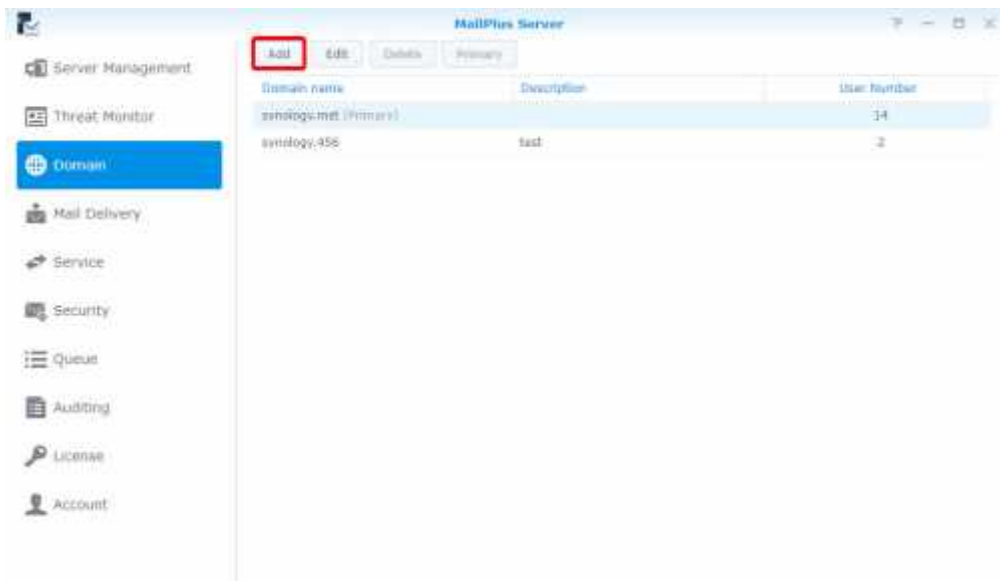 MailPlus Server
Add Edit Delete Primary
Server Management
Domain name Description User Number
synology.met (Primary) 14
Threat Monitor
synology.456 test 2
Domain
Mail Delivery
Service
Security
Queue
Auditing
License
Account